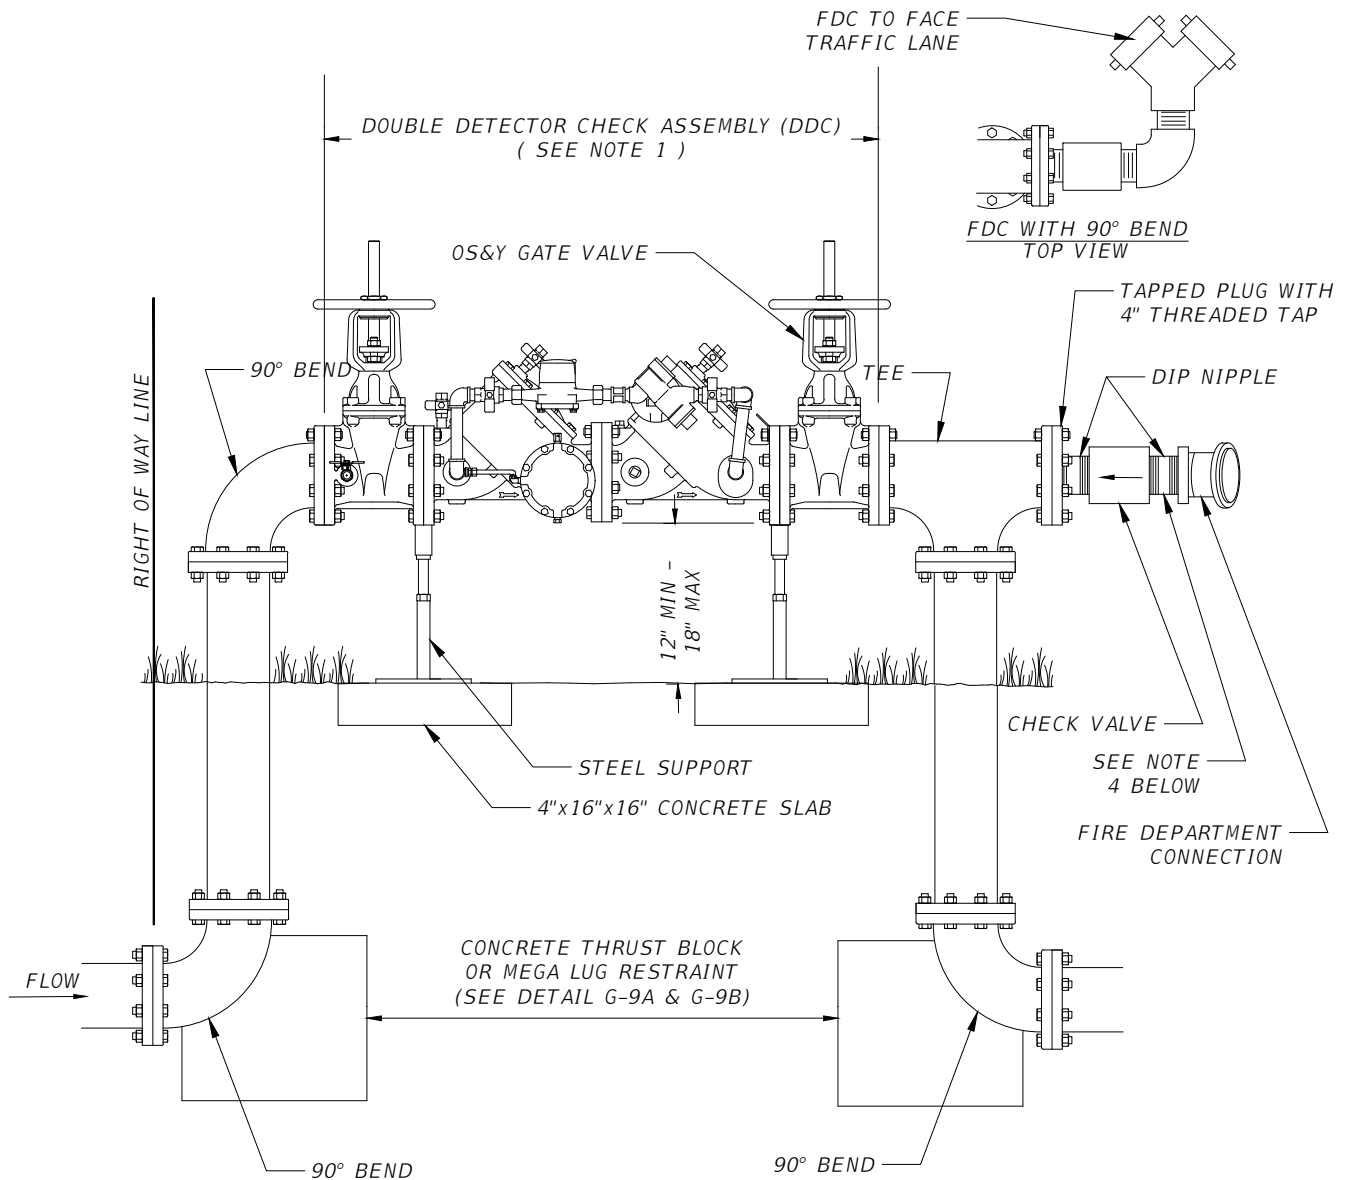 FDC TO FACE
TRAFFIC LANE
DOUBLE DETECTOR CHECK ASSEMBLY (DDC)
( SEE NOTE 1 )
FDC WITH 90° BEND
TOP VIEW
OS&Y GATE VALVE
TAPPED PLUG WITH
4" THREADED TAP
90° BEND
TEE
DIP NIPPLE
RIGHT OF WAY LINE
12" MIN -
18" MAX
CHECK VALVE
SEE NOTE
4 BELOW
STEEL SUPPORT
4"x16"x16" CONCRETE SLAB
FIRE DEPARTMENT
CONNECTION
CONCRETE THRUST BLOCK
OR MEGA LUG RESTRAINT
(SEE DETAIL G-9A & G-9B)
FLOW
90° BEND
90° BEND